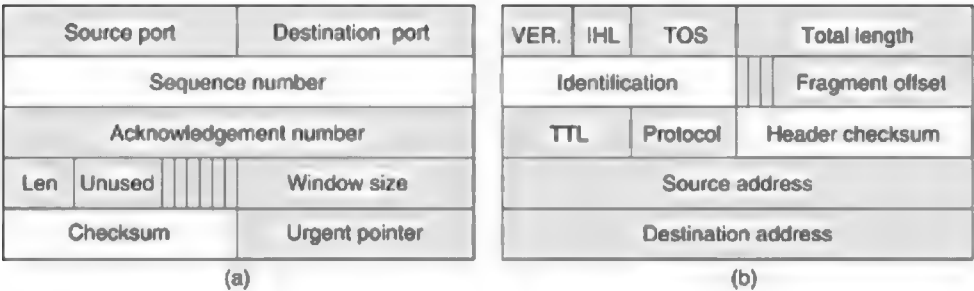 Source port Destination port
Sequence number
Acknowledgement number
Len Unused Window size
Checksum Urgent pointer
(a)
VER. IHL TOS Total length
Identification Fragment offset
TTL Protocol Header checksum
Source address
Destination address
(b)